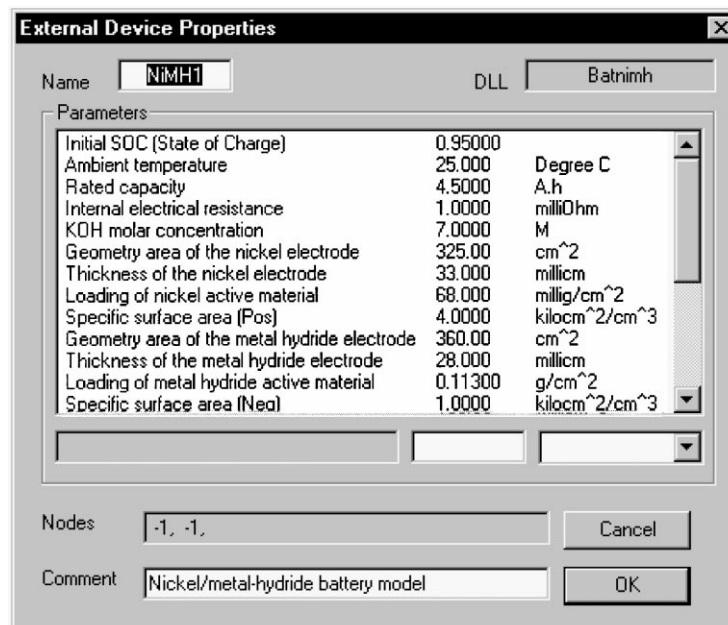 External Device Properties
Name NiMH1 DLL Batnimh
Parameters
Initial SOC (State of Charge) 0.95000
Ambient temperature 25.000 Degree C
Rated capacity 4.5000 A.h
Internal electrical resistance 1.0000 milliOhm
KOH molar concentration 7.0000 M
Geometry area of the nickel electrode 325.00 cm^2
Thickness of the nickel electrode 33.000 millicm
Loading of nickel active material 68.000 millig/cm^2
Specific surface area (Pos) 4.0000 kilocm^2/cm^3
Geometry area of the metal hydride electrode 360.00 cm^2
Thickness of the metal hydride electrode 28.000 millicm
Loading of metal hydride active material 0.11300 g/cm^2
Specific surface area (Neg) 1.0000 kilocm^2/cm^3
Nodes -1, -1, Cancel
Comment Nickel/metal-hydride battery model OK